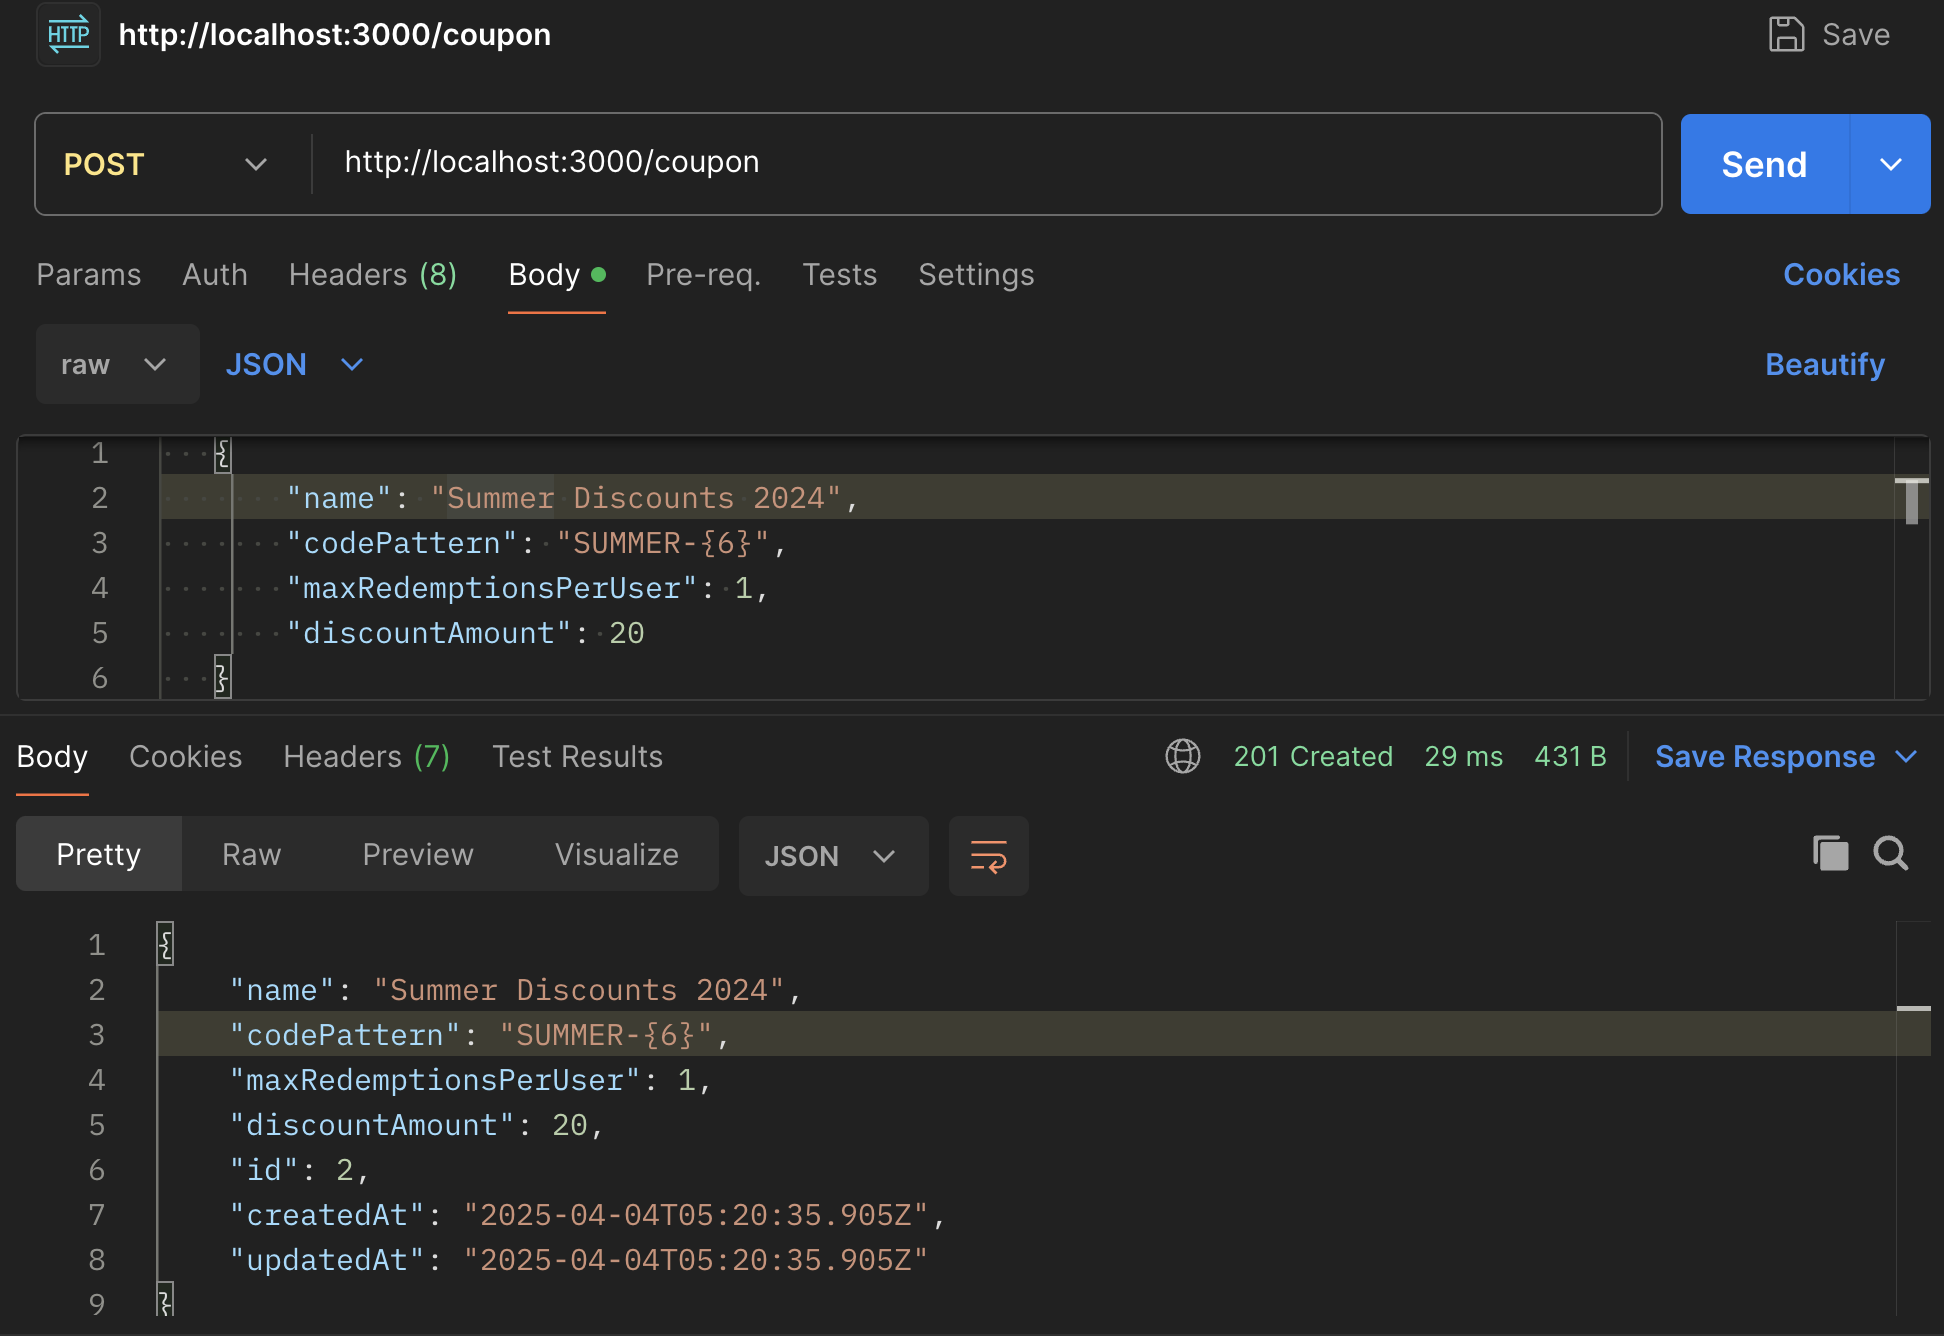 HTTP http://localhost:3000/coupon Save
POST http://localhost:3000/coupon Send
Params Auth Headers (8) Body Pre-req. Tests Settings Cookies
raw JSON Beautify
1 {
2 "name": "Summer Discounts 2024",
3 "codePattern": "SUMMER-{6}",
4 "maxRedemptionsPerUser": 1,
5 "discountAmount": 20
6 }
Body Cookies Headers (7) Test Results 201 Created 29 ms 431 B Save Response
Pretty Raw Preview Visualize JSON
1 {
2 "name": "Summer Discounts 2024",
3 "codePattern": "SUMMER-{6}",
4 "maxRedemptionsPerUser": 1,
5 "discountAmount": 20,
6 "id": 2,
7 "createdAt": "2025-04-04T05:20:35.905Z",
8 "updatedAt": "2025-04-04T05:20:35.905Z"
9 }